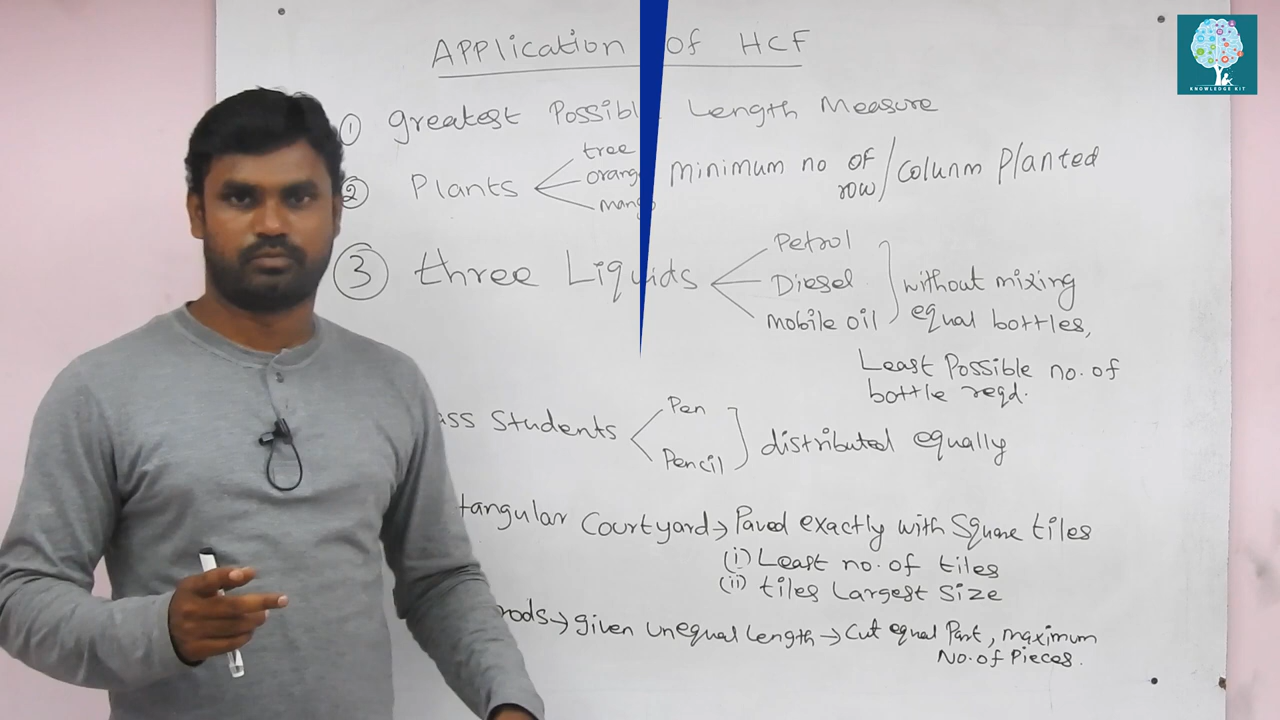 APPlication of HCF
① greatest Possibl Length Measure
② Plants tree orang mang minimum no of row / Column Planted
③ three Liquids Petrol Diesel Mobile oil without mixing equal bottles,
Least Possible no. of
bottle reqd.
ass Students Pen Pencil distributed equally
tangular Courtyard → Paved exactly with Square tiles
(i) Least no. of tiles
(ii) tiles Largest Size
rods → given unequal Length → Cut equal Part, maximum
No. of Pieces.
KNOWLEDGE KIT